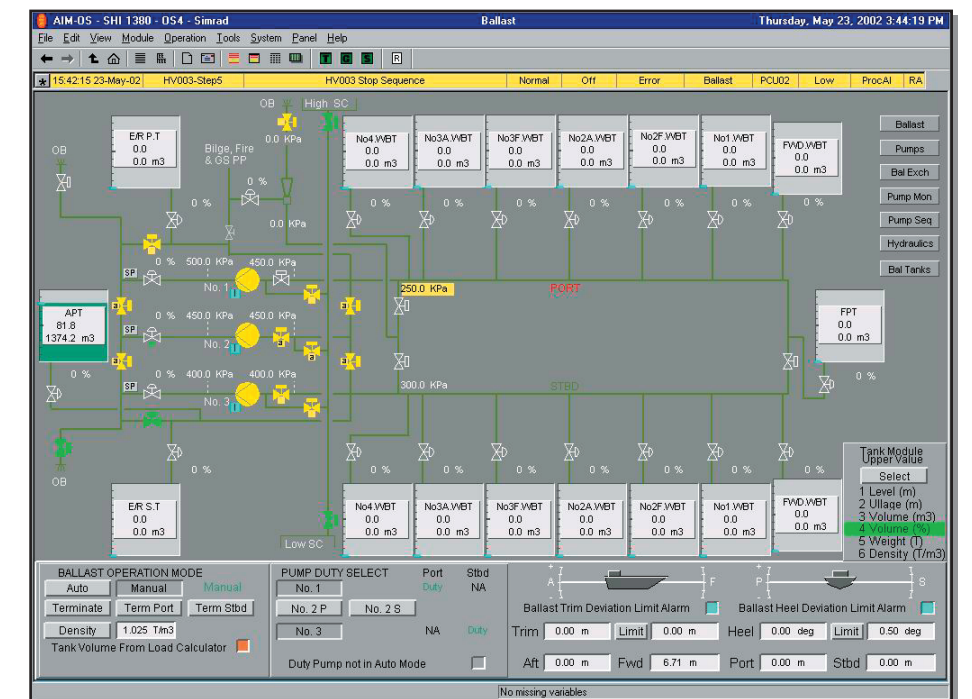 AIM-OS - SHI 1380 - OS4 - Simrad Ballast Thursday, May 23, 2002 3:44:19 PM
File Edit View Module Operation Tools System Panel Help
T G S R
* 15:42:15 23-May-02 HV003-Step5 HV003 Stop Sequence Normal Off Error Ballast PCU02 Low ProcAl RA
OB High SC
0.0 KPa
E/R P.T
0.0
0.0 m3
OB
Bilge, Fire
& GS PP
0 %
0 %
0.0 KPa
No4.WBT
0.0
0.0 m3
No3A.WBT
0.0
0.0 m3
No3F.WBT
0.0
0.0 m3
No2A.WBT
0.0
0.0 m3
No2F.WBT
0.0
0.0 m3
No1.WBT
0.0
0.0 m3
FWD.WBT
0.0
0.0 m3
0 % 0 % 0 % 0 % 0 % 0 % 0 %
Ballast
Pumps
Bal Exch
Pump Mon
Pump Seq
Hydraulics
Bal Tanks
0 % 500.0 KPa 450.0 KPa
SP
No. 1
250.0 KPa
PORT
APT
81.8
1374.2 m3
0 %
0 % 450.0 KPa 450.0 KPa
SP
No. 2
FPT
0.0
0.0 m3
0 %
0 % 400.0 KPa 400.0 KPa
SP
No. 3
300.0 KPa
STBD
OB
0 %
E/R S.T
0.0
0.0 m3
Low SC
0 % 0 % 0 % 0 % 0 % 0 % 0 %
No4.WBT
0.0
0.0 m3
No3A.WBT
0.0
0.0 m3
No3F.WBT
0.0
0.0 m3
No2A.WBT
0.0
0.0 m3
No2F.WBT
0.0
0.0 m3
No1.WBT
0.0
0.0 m3
FWD.WBT
0.0
0.0 m3
Tank Module
Upper Value
Select
1 Level (m)
2 Ullage (m)
3 Volume (m3)
4 Volume (%)
5 Weight (T)
6 Density (T/m3)
BALLAST OPERATION MODE
Auto Manual Manual
Terminate Term Port Term Stbd
Density 1.025 T/m3
Tank Volume From Load Calculator
PUMP DUTY SELECT Port Stbd
No. 1 Duty NA
No. 2 P No. 2 S
No. 3 NA Duty
Duty Pump not in Auto Mode
A F P S
Ballast Trim Deviation Limit Alarm Ballast Heel Deviation Limit Alarm
Trim 0.00 m Limit 0.00 m Heel 0.00 deg Limit 0.50 deg
Aft 0.00 m Fwd 6.71 m Port 0.00 m Stbd 0.00 m
No missing variables